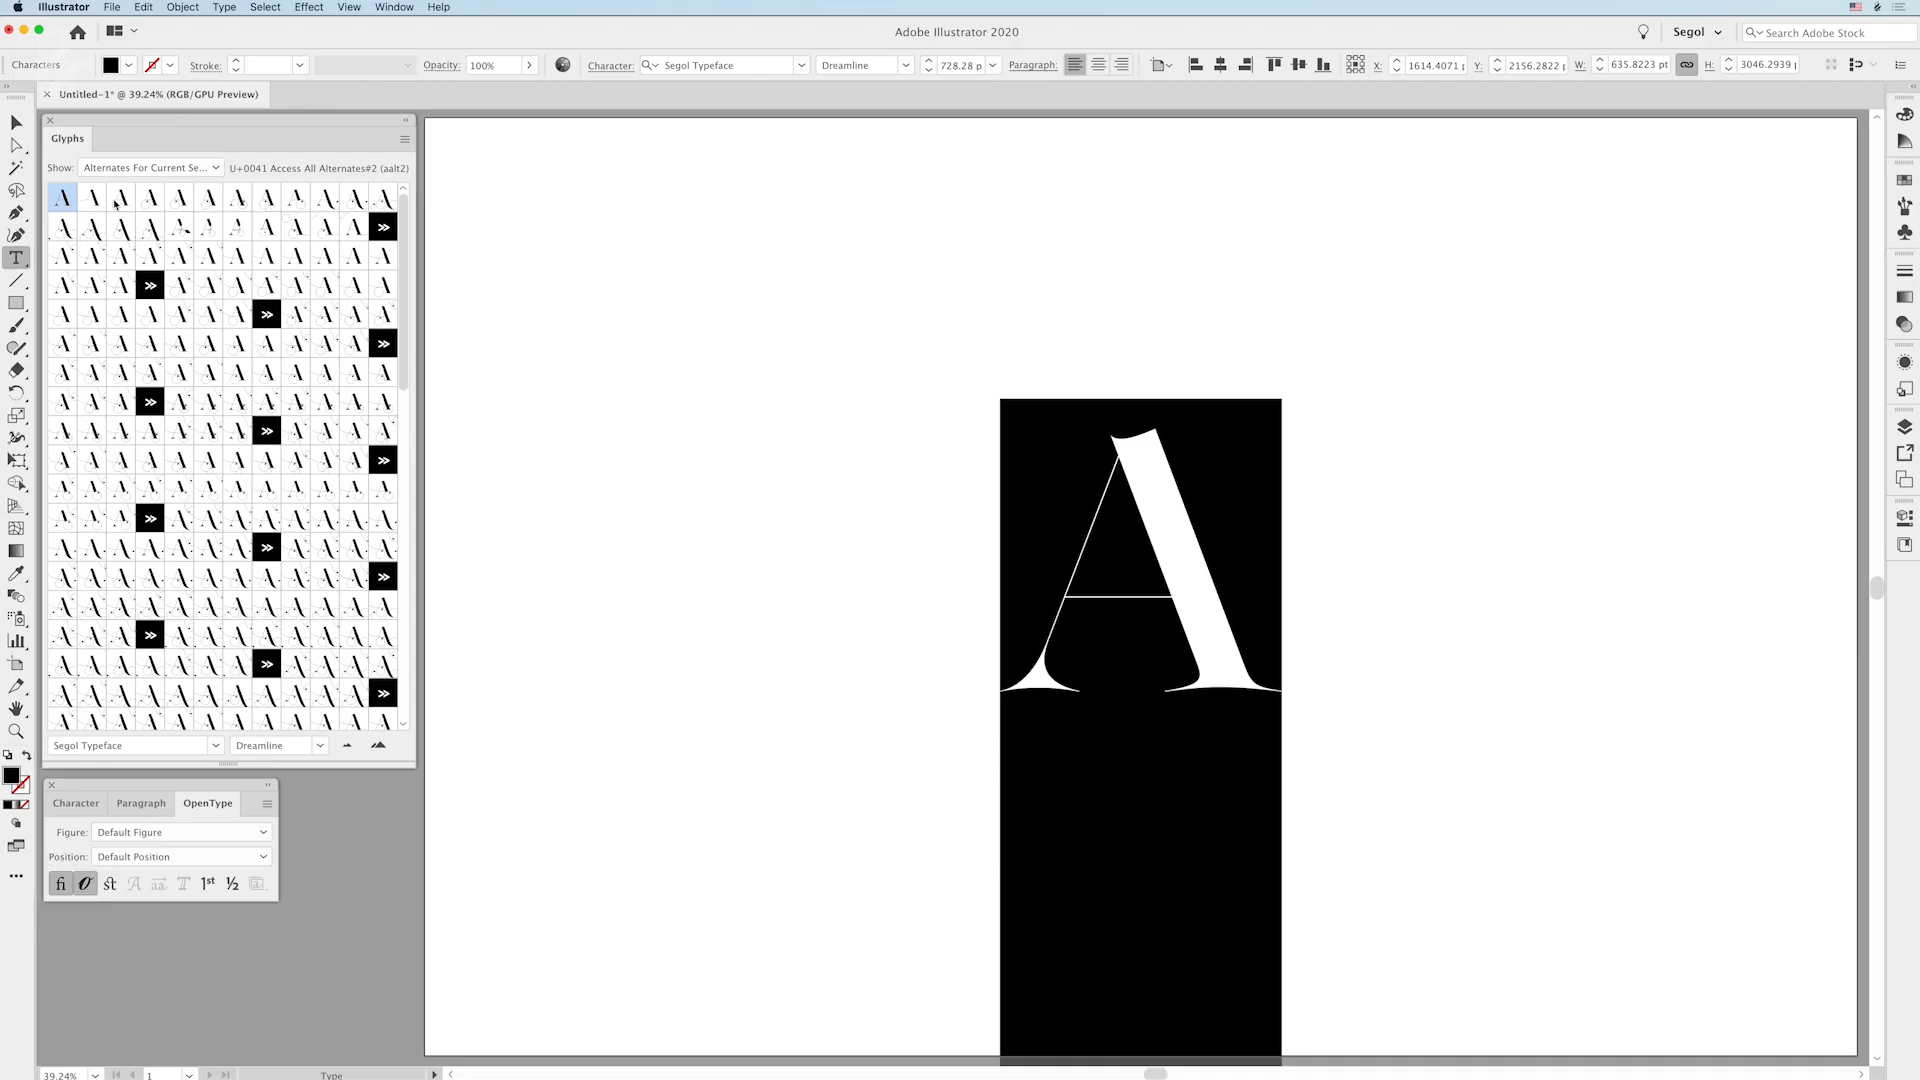 Illustrator File Edit Object Type Select Effect View Window Help
Adobe Illustrator 2020
Segol
Search Adobe Stock
Characters
Stroke:
Opacity: 100%
Character: Segol Typeface
Dreamline
728.28 p
Paragraph:
X: 1614.4071
Y: 2156.2822
W: 635.8223 pt
H: 3046.2939
Untitled-1* @ 39.24% (RGB/GPU Preview)
Glyphs
Show: Alternates For Current Se... U+0041 Access All Alternates#2 (aalt2)
Segol Typeface
Dreamline
Character Paragraph OpenType
Figure: Default Figure
Position: Default Position
fi st A aa T 1st ½ a
A
39.24%
1
Type